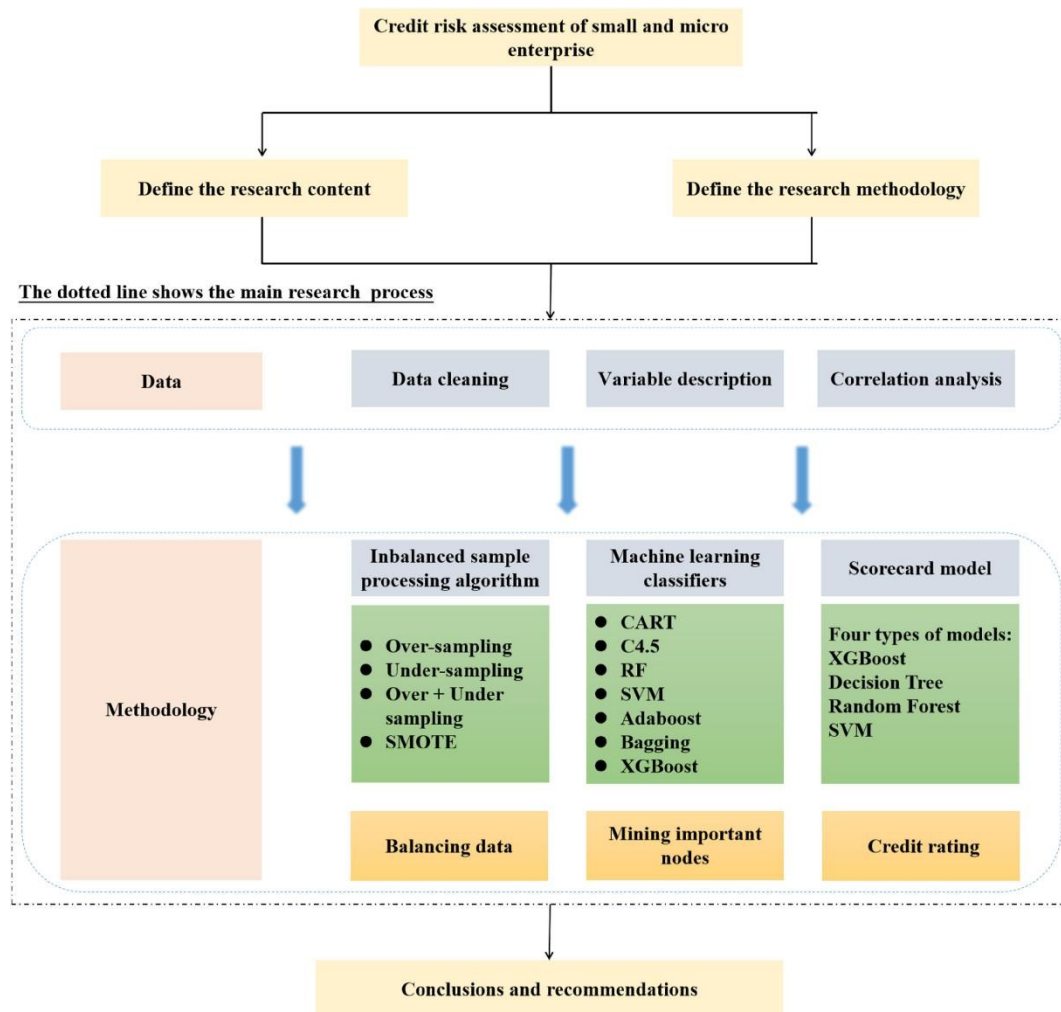 Credit risk assessment of small and micro
enterprise
Define the research content
Define the research methodology
The dotted line shows the main research process
Data
Data cleaning
Variable description
Correlation analysis
Methodology
Inbalanced sample
processing algorithm
● Over-sampling
● Under-sampling
● Over + Under
sampling
● SMOTE
Balancing data
Machine learning
classifiers
● CART
● C4.5
● RF
● SVM
● Adaboost
● Bagging
● XGBoost
Mining important
nodes
Scorecard model
Four types of models:
XGBoost
Decision Tree
Random Forest
SVM
Credit rating
Conclusions and recommendations